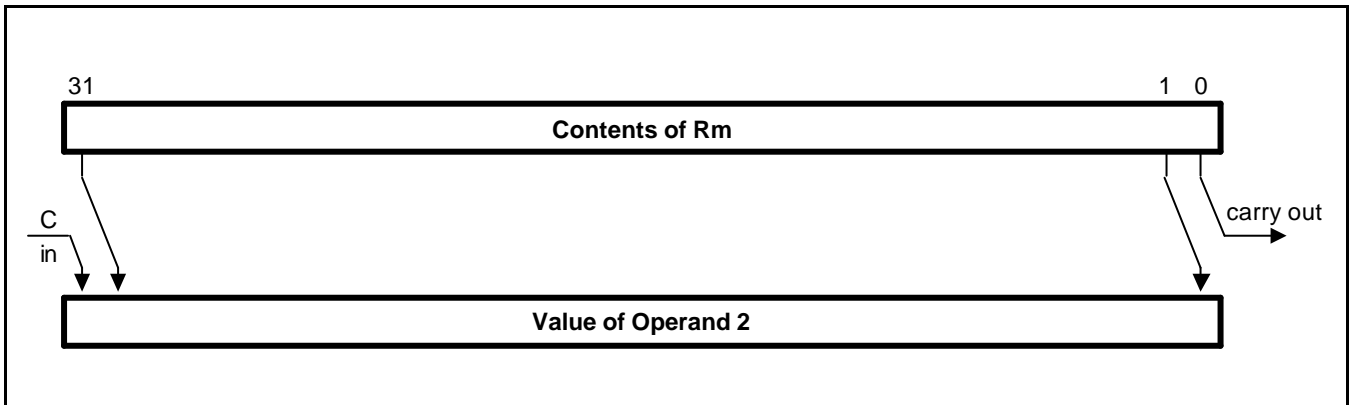 31 1 0
Contents of Rm
C
in
carry out
Value of Operand 2